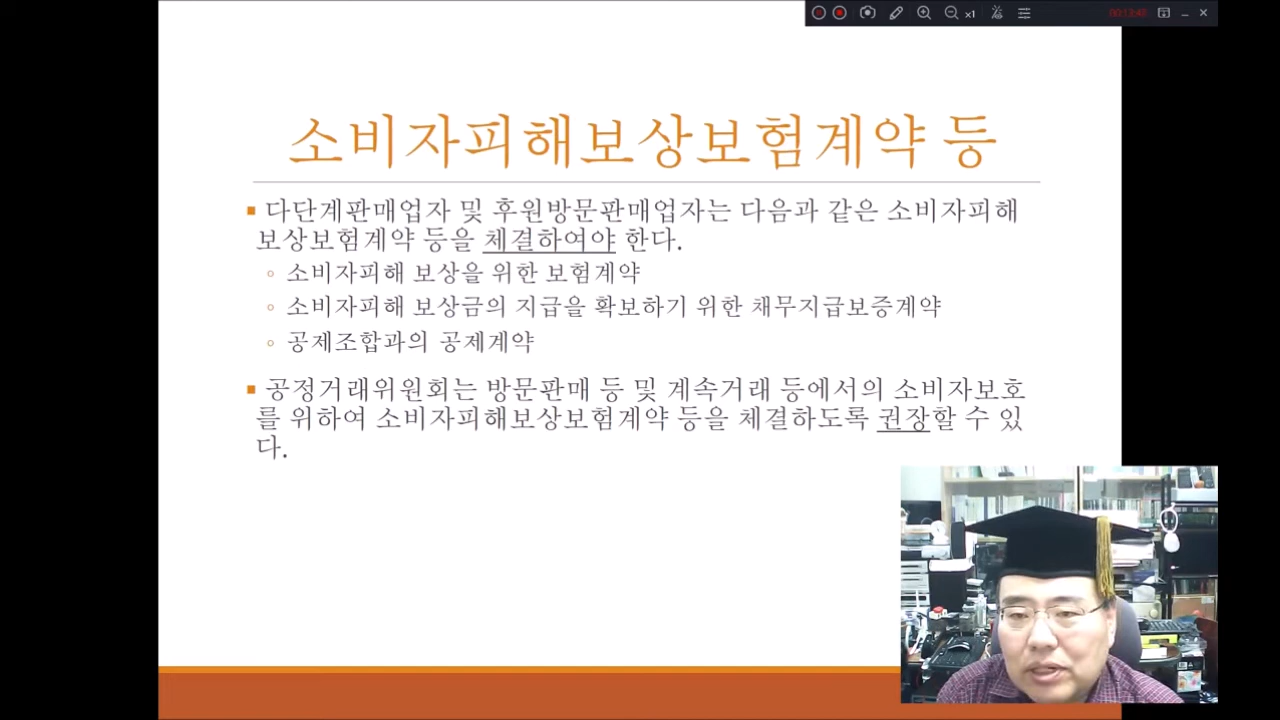 x1
소비자피해보상보험계약 등
▪ 다단계판매업자 및 후원방문판매업자는 다음과 같은 소비자피해
보상보험계약 등을 체결하여야 한다.
◦ 소비자피해 보상을 위한 보험계약
◦ 소비자피해 보상금의 지급을 확보하기 위한 채무지급보증계약
◦ 공제조합과의 공제계약
▪ 공정거래위원회는 방문판매 등 및 계속거래 등에서의 소비자보호
를 위하여 소비자피해보상보험계약 등을 체결하도록 권장할 수 있
다.